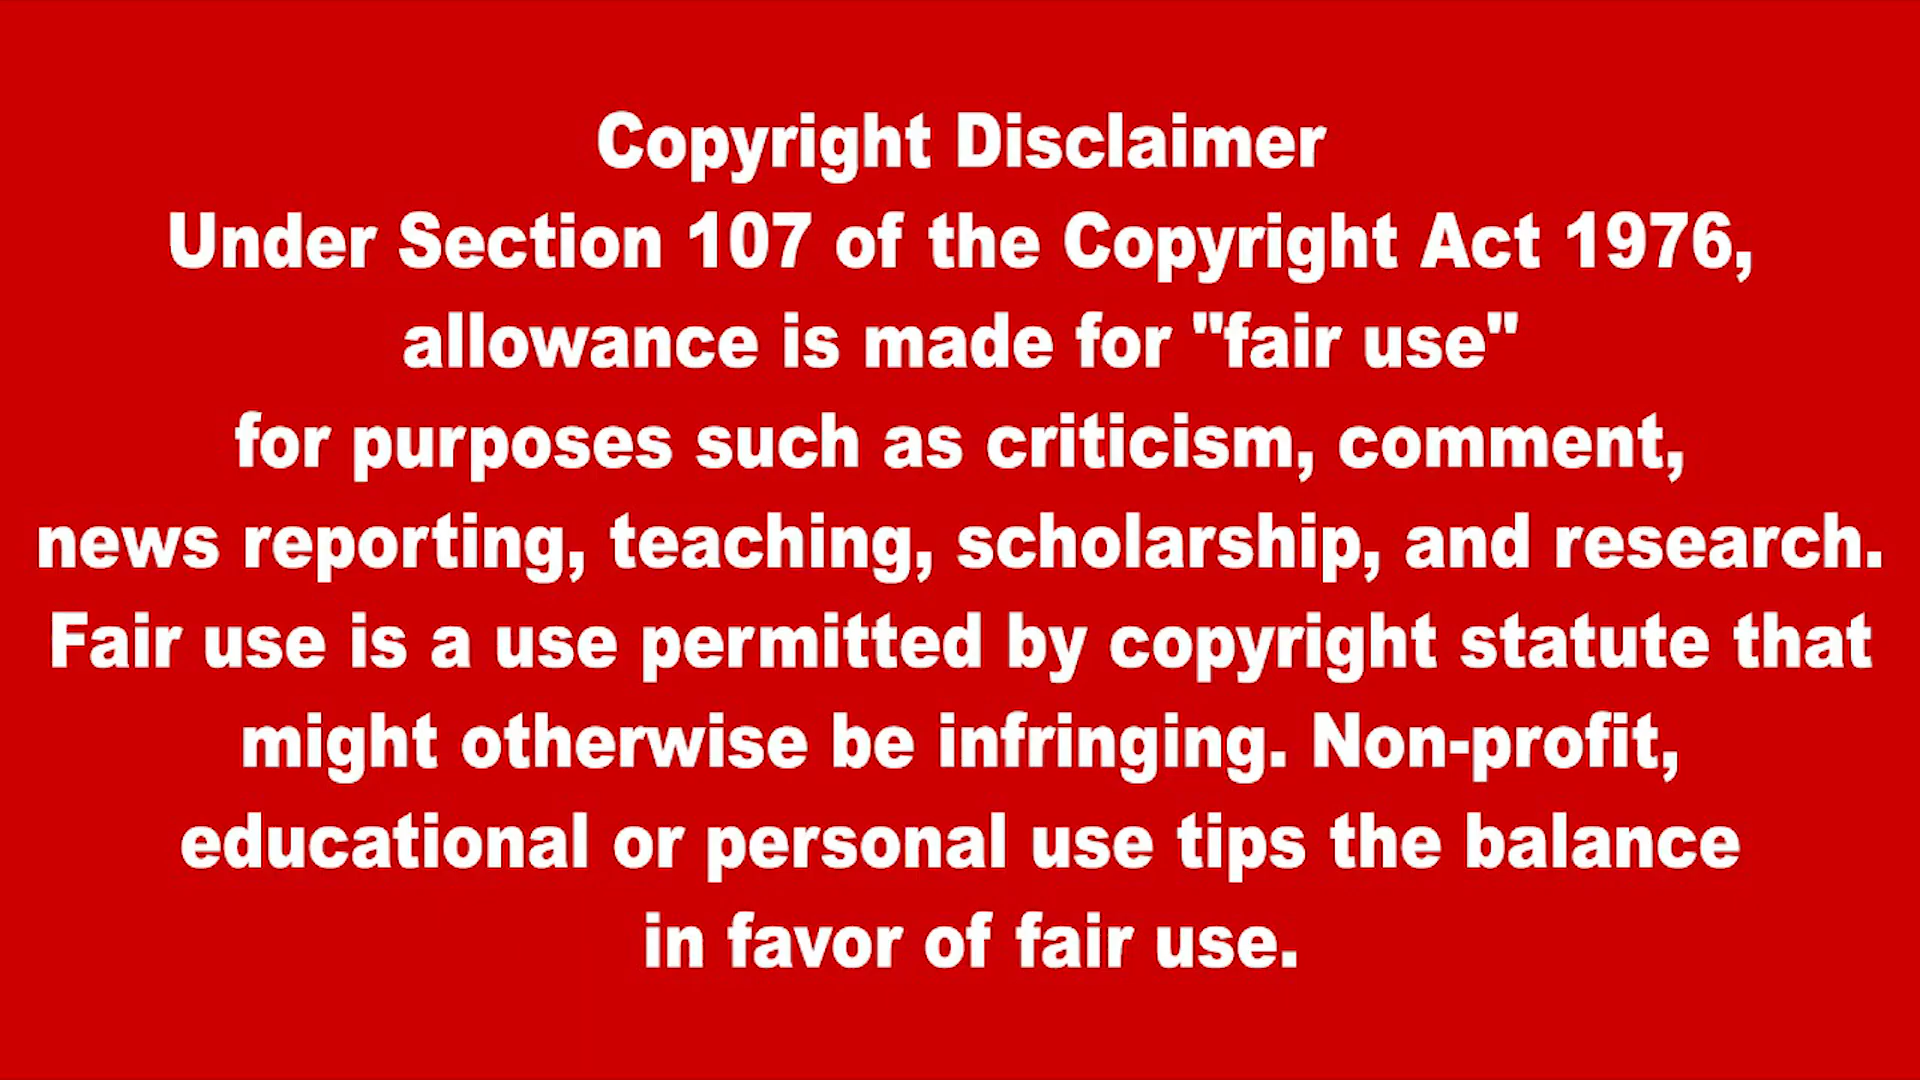 Copyright Disclaimer
Under Section 107 of the Copyright Act 1976,
allowance is made for "fair use"
for purposes such as criticism, comment,
news reporting, teaching, scholarship, and research.
Fair use is a use permitted by copyright statute that
might otherwise be infringing. Non-profit,
educational or personal use tips the balance
in favor of fair use.